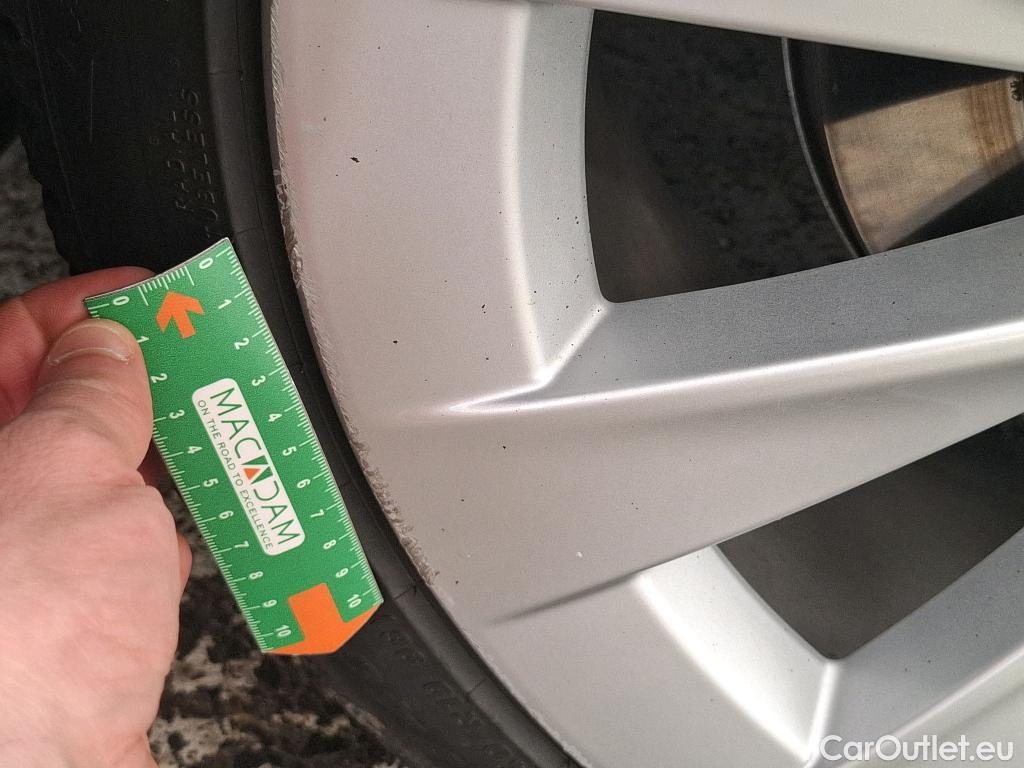 TUBELESS
0 1 2 3 4 5 6 7 8 9 10
0 1 2 3 4 5 6 7 8 9 10
MACADAM
ON THE ROAD TO EXCELLENCE
CarOutlet.eu